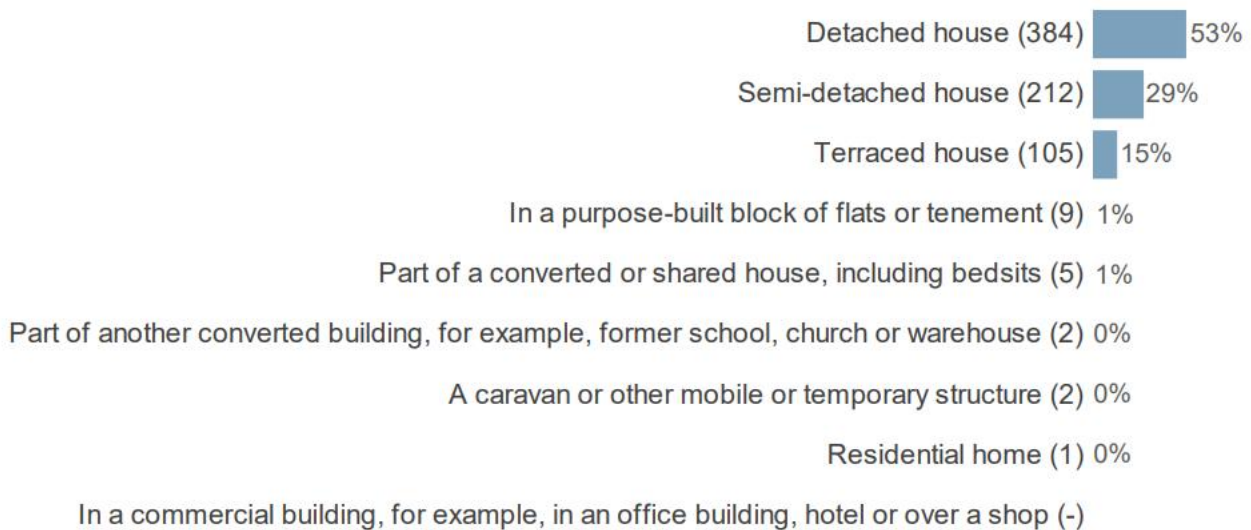 Detached house (384) 53%
Semi-detached house (212) 29%
Terraced house (105) 15%
In a purpose-built block of flats or tenement (9) 1%
Part of a converted or shared house, including bedsits (5) 1%
Part of another converted building, for example, former school, church or warehouse (2) 0%
A caravan or other mobile or temporary structure (2) 0%
Residential home (1) 0%
In a commercial building, for example, in an office building, hotel or over a shop (-)